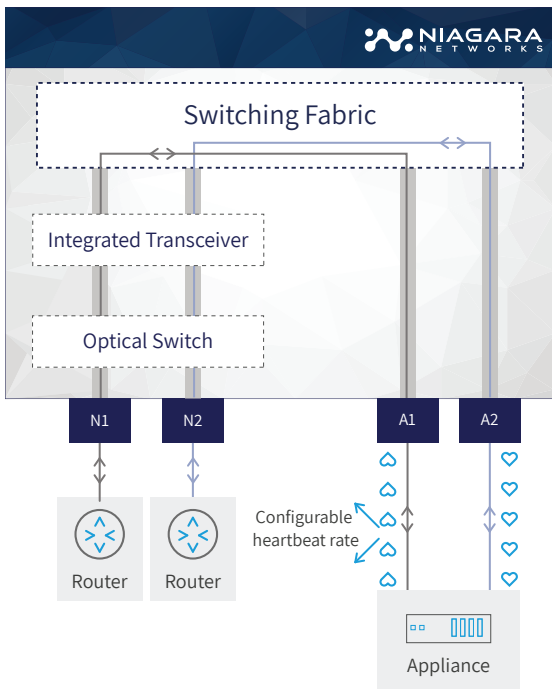 NIAGARA
NETWORKS
Switching Fabric
Integrated Transceiver
Optical Switch
N1
N2
A1
A2
Configurable
heartbeat rate
Router
Router
Appliance